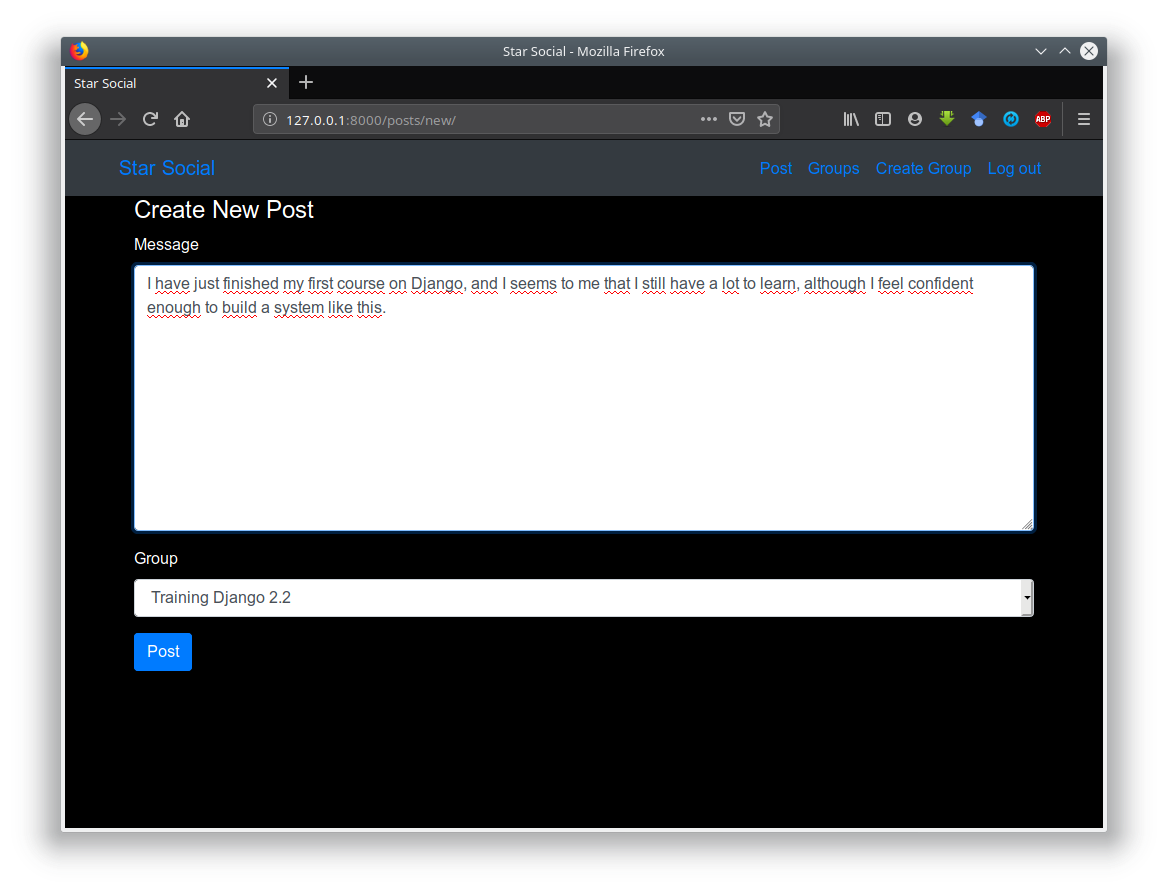 Star Social - Mozilla Firefox
Star Social
127.0.0.1:8000/posts/new/
ABP
Star Social
Post Groups Create Group Log out
Create New Post
Message
I have just finished my first course on Django, and I seems to me that I still have a lot to learn, although I feel confident
enough to build a system like this.
Group
Training Django 2.2
Post